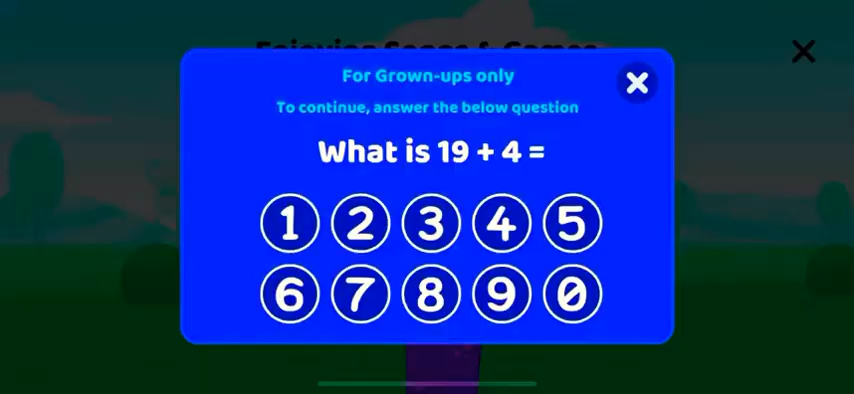 For Grown-ups only
To continue, answer the below question
What is 19 + 4 =
1 2 3 4 5
6 7 8 9 0